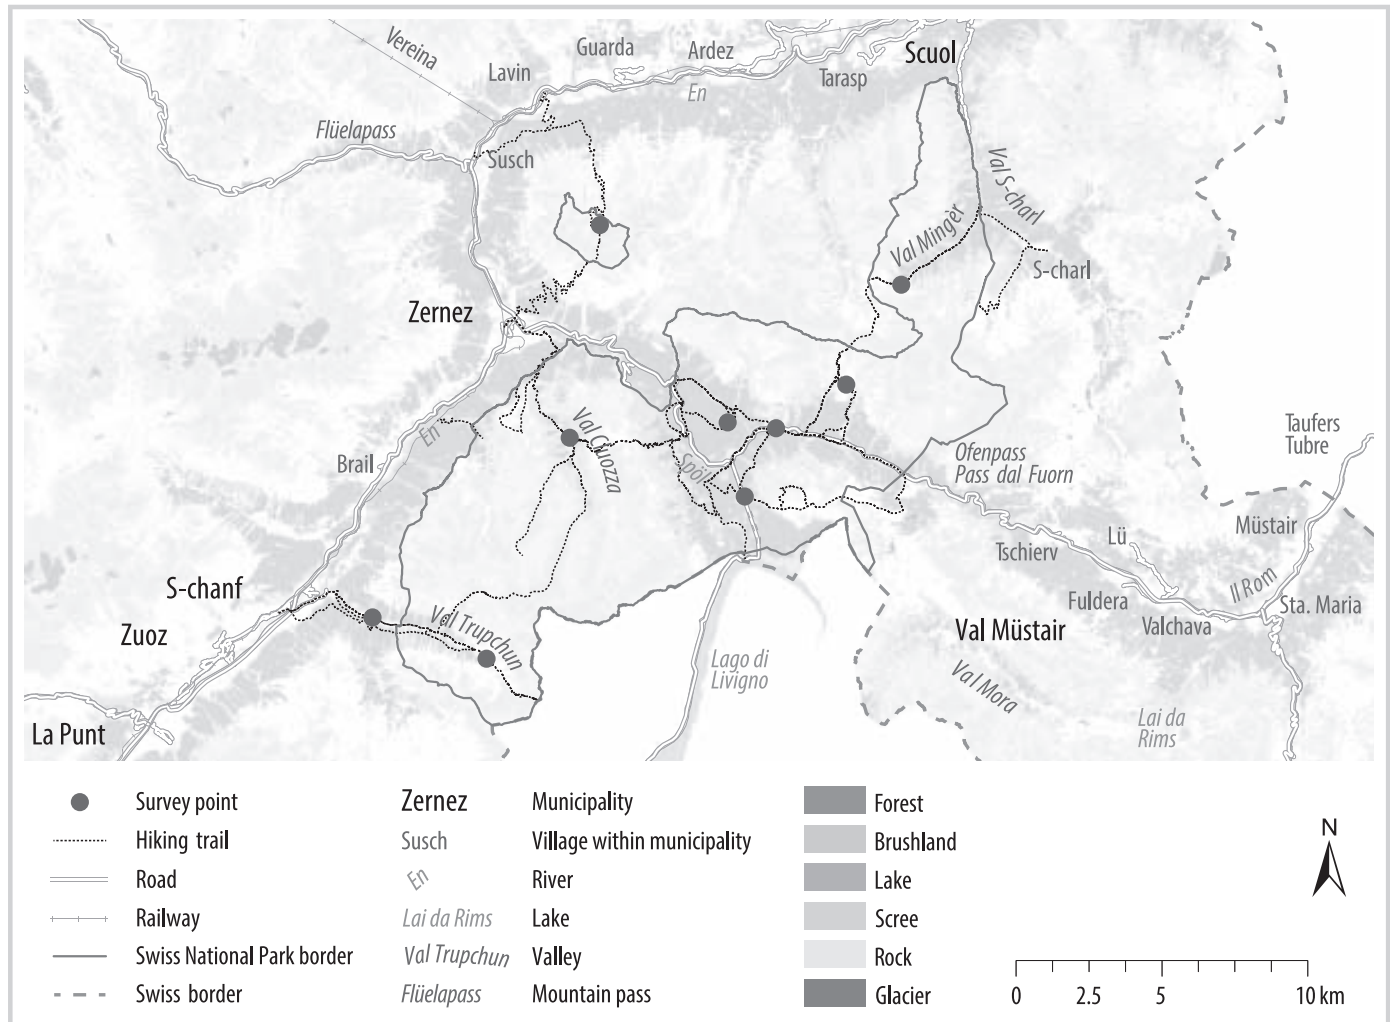 Vereina
Guarda
Ardez
Scuol
Lavin
Tarasp
En
Flüelapass
Susch
Val S-charl
Val Mingèr
S-charl
Zernez
Val Cluozza
En
Brail
Spöl
Ofenpass
Pass dal Fuorn
Taufers
Tubre
Müstair
Lü
Tschierv
Il Rom
Fuldera
Sta. Maria
Valchava
S-chanf
Zuoz
Val Trupchun
Val Müstair
Lago di
Livigno
Val Mora
Lai da
Rims
La Punt
Survey point
Zernez Municipality
Forest
Hiking trail
Susch Village within municipality
Brushland
Road
En River
Lake
Railway
Lai da Rims Lake
Scree
Swiss National Park border
Val Trupchun Valley
Rock
Swiss border
Flüelapass Mountain pass
Glacier
N
0 2.5 5 10 km